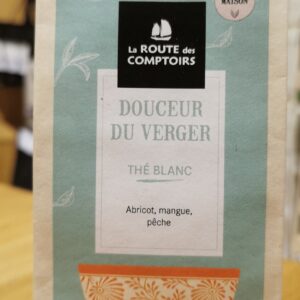 MAISON
La ROUTE des
COMPTOIRS
DOUCEUR
DU VERGER
THÉ BLANC
Abricot, mangue,
pêche